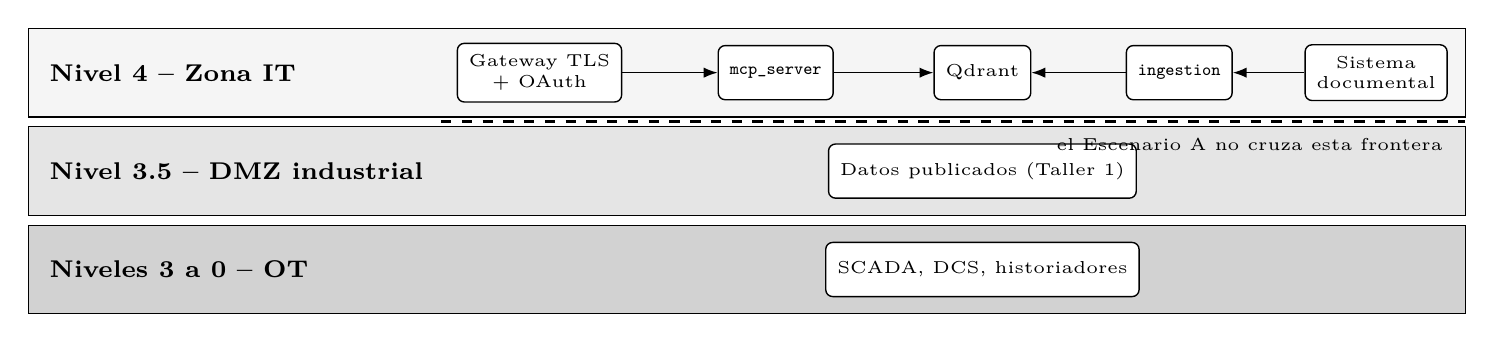 Nivel 4 – Zona IT
Gateway TLS
+ OAuth
mcp_server
Qdrant
ingestion
Sistema
documental
el Escenario A no cruza esta frontera
Nivel 3.5 – DMZ industrial
Datos publicados (Taller 1)
Niveles 3 a 0 – OT
SCADA, DCS, historiadores